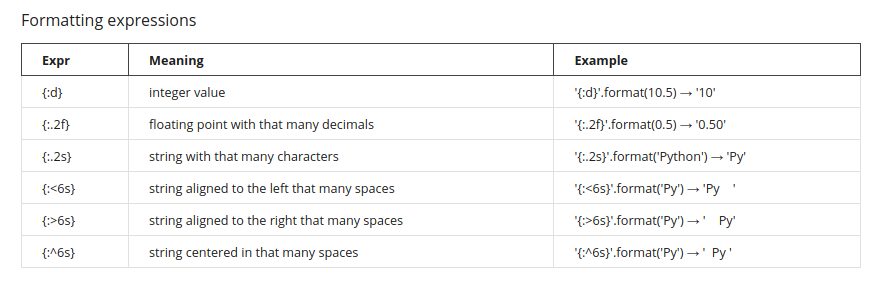 Formatting expressions
Expr Meaning Example
{:d} integer value '{:d}'.format(10.5) → '10'
{:.2f} floating point with that many decimals '{:.2f}'.format(0.5) → '0.50'
{:.2s} string with that many characters '{:.2s}'.format('Python') → 'Py'
{:<6s} string aligned to the left that many spaces '{:<6s}'.format('Py') → 'Py    '
{:>6s} string aligned to the right that many spaces '{:>6s}'.format('Py') → '    Py'
{:^6s} string centered in that many spaces '{:^6s}'.format('Py') → '  Py '